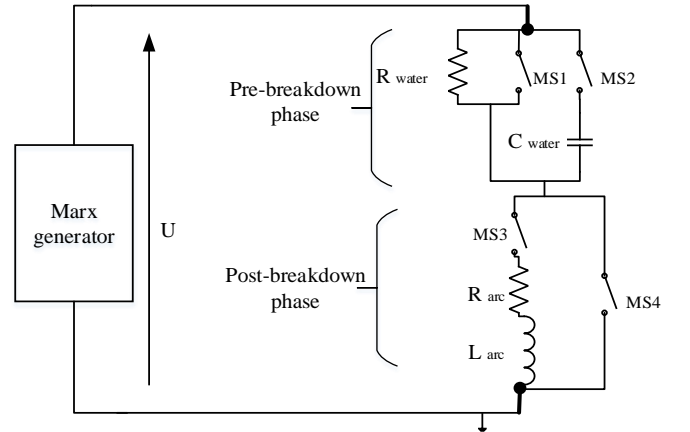 R water
MS1
MS2
Pre-breakdown
phase
C water
Marx
generator
U
MS3
Post-breakdown
phase
R arc
MS4
L arc